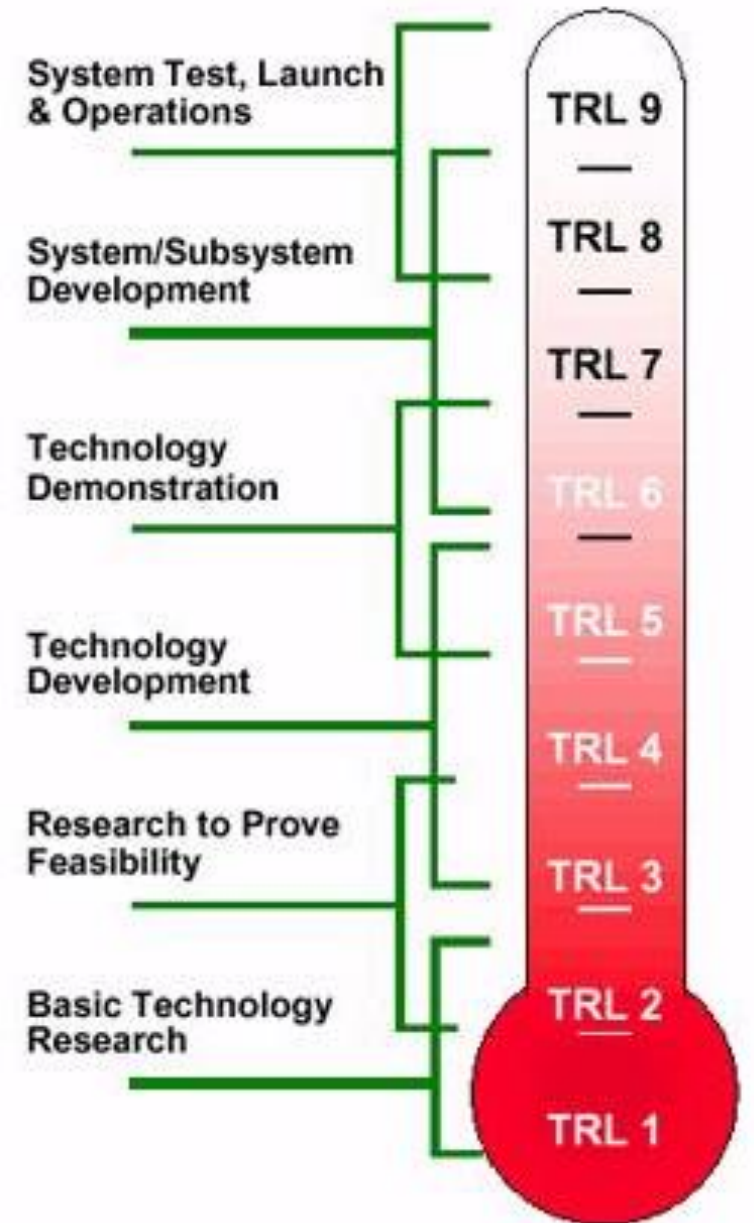 System Test, Launch
& Operations
System/Subsystem
Development
Technology
Demonstration
Technology
Development
Research to Prove
Feasibility
Basic Technology
Research
TRL 9
TRL 8
TRL 7
TRL 6
TRL 5
TRL 4
TRL 3
TRL 2
TRL 1